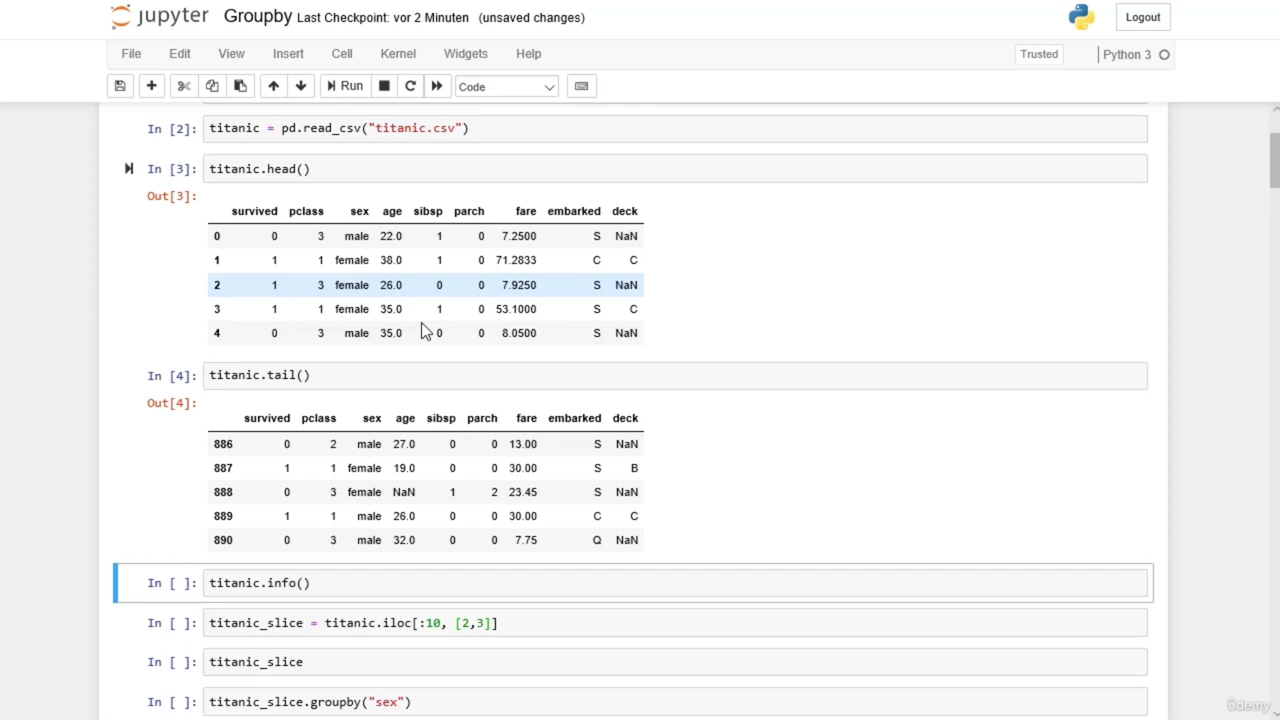 jupyter Groupby Last Checkpoint: vor 2 Minuten (unsaved changes) Logout
File Edit View Insert Cell Kernel Widgets Help Trusted Python 3
Run Code
In [2]: titanic = pd.read_csv("titanic.csv")
In [3]: titanic.head()
Out[3]:
survived pclass sex age sibsp parch fare embarked deck
0 0 3 male 22.0 1 0 7.2500 S NaN
1 1 1 female 38.0 1 0 71.2833 C C
2 1 3 female 26.0 0 0 7.9250 S NaN
3 1 1 female 35.0 1 0 53.1000 S C
4 0 3 male 35.0 0 0 8.0500 S NaN
In [4]: titanic.tail()
Out[4]:
survived pclass sex age sibsp parch fare embarked deck
886 0 2 male 27.0 0 0 13.00 S NaN
887 1 1 female 19.0 0 0 30.00 S B
888 0 3 female NaN 1 2 23.45 S NaN
889 1 1 male 26.0 0 0 30.00 C C
890 0 3 male 32.0 0 0 7.75 Q NaN
In [ ]: titanic.info()
In [ ]: titanic_slice = titanic.iloc[:10, [2,3]]
In [ ]: titanic_slice
In [ ]: titanic_slice.groupby("sex")
ûdemy